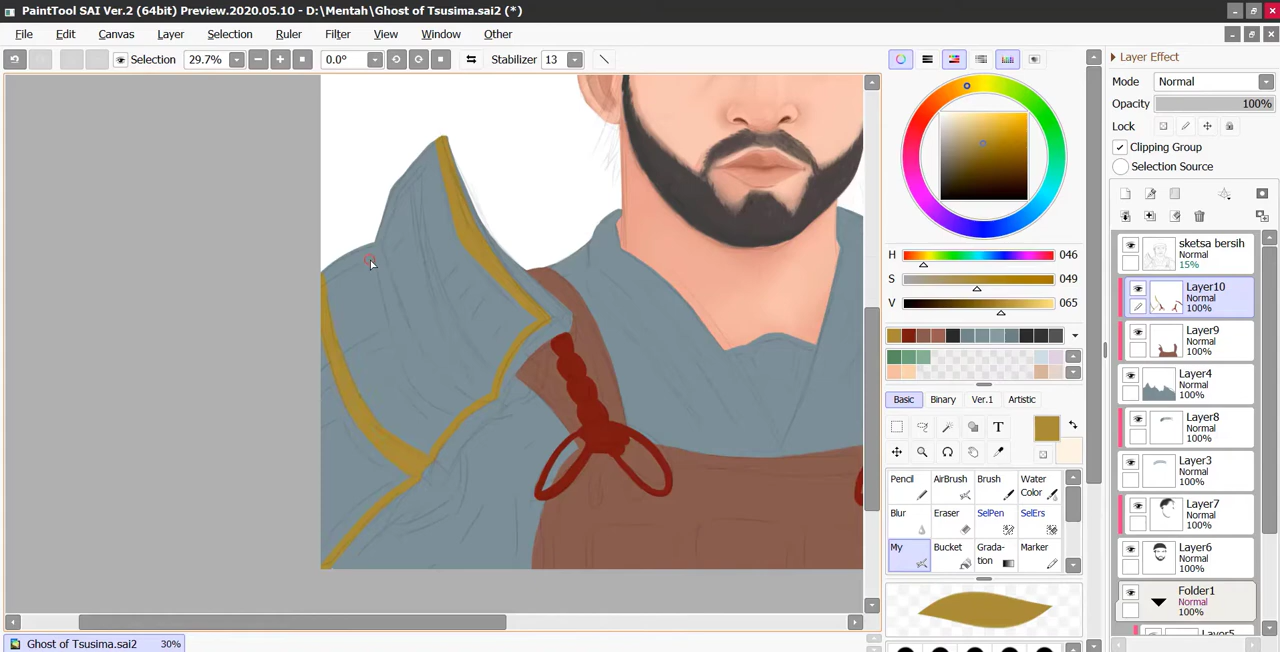 PaintTool SAI Ver.2 (64bit) Preview.2020.05.10 - D:\Mentah\Ghost of Tsusima.sai2 (*)
File Edit Canvas Layer Selection Ruler Filter View Window Other
Selection 29.7% 0.0° Stabilizer 13
Layer Effect
Mode Normal
Opacity 100%
Lock
Clipping Group
Selection Source
sketsa bersih
Normal
15%
Layer10
Normal
100%
Layer9
Normal
100%
Layer4
Normal
100%
Layer8
Normal
100%
Layer3
Normal
100%
Layer7
Normal
100%
Layer6
Normal
100%
Folder1
Normal
100%
Layer5
H 046
S 049
V 065
Basic Binary Ver.1 Artistic
T
Pencil AirBrush Brush Water Color
Blur Eraser SelPen SelErs
My Bucket Grada-tion Marker
Ghost of Tsusima.sai2 30%